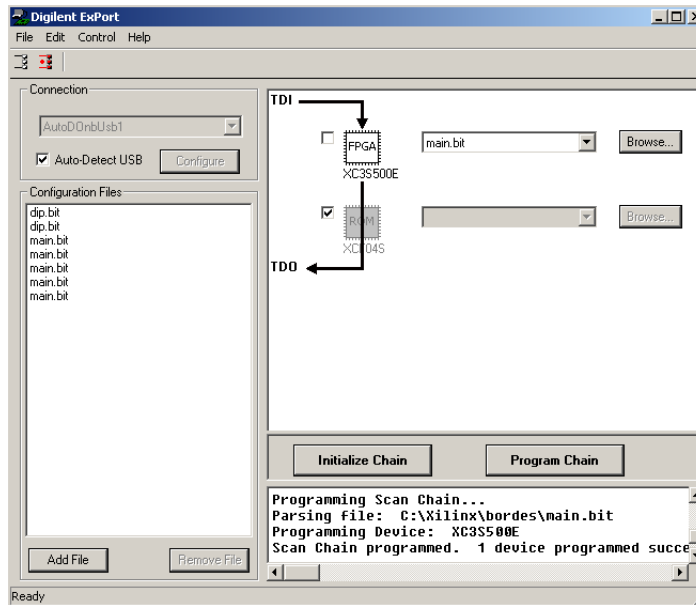 Digilent ExPort
File Edit Control Help
Connection
AutoDOnbUsb1
Auto-Detect USB
Configure
Configuration Files
dip.bit
dip.bit
main.bit
main.bit
main.bit
main.bit
main.bit
Add File
Remove File
TDI
FPGA
main.bit
Browse...
XC3S500E
ROM
Browse...
XCF04S
TDO
Initialize Chain
Program Chain
Programming Scan Chain...
Parsing file: C:\Xilinx\bordes\main.bit
Programming Device: XC3S500E
Scan Chain programmed. 1 device programmed succe
Ready